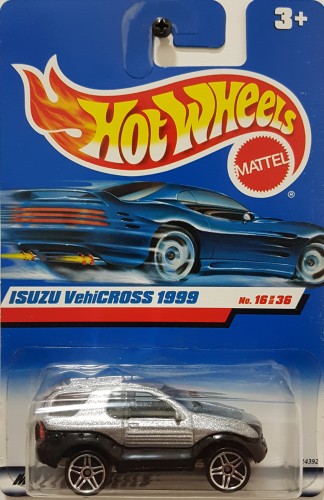 3+
HOT WHEELS
MATTEL
®
ISUZU VehiCROSS 1999
No. 16 OF 36